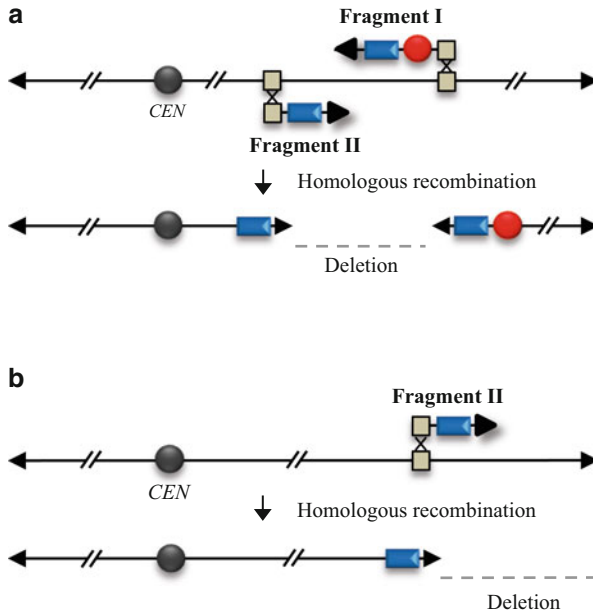 a
Fragment I
CEN
Fragment II
Homologous recombination
Deletion
b
Fragment II
CEN
Homologous recombination
Deletion